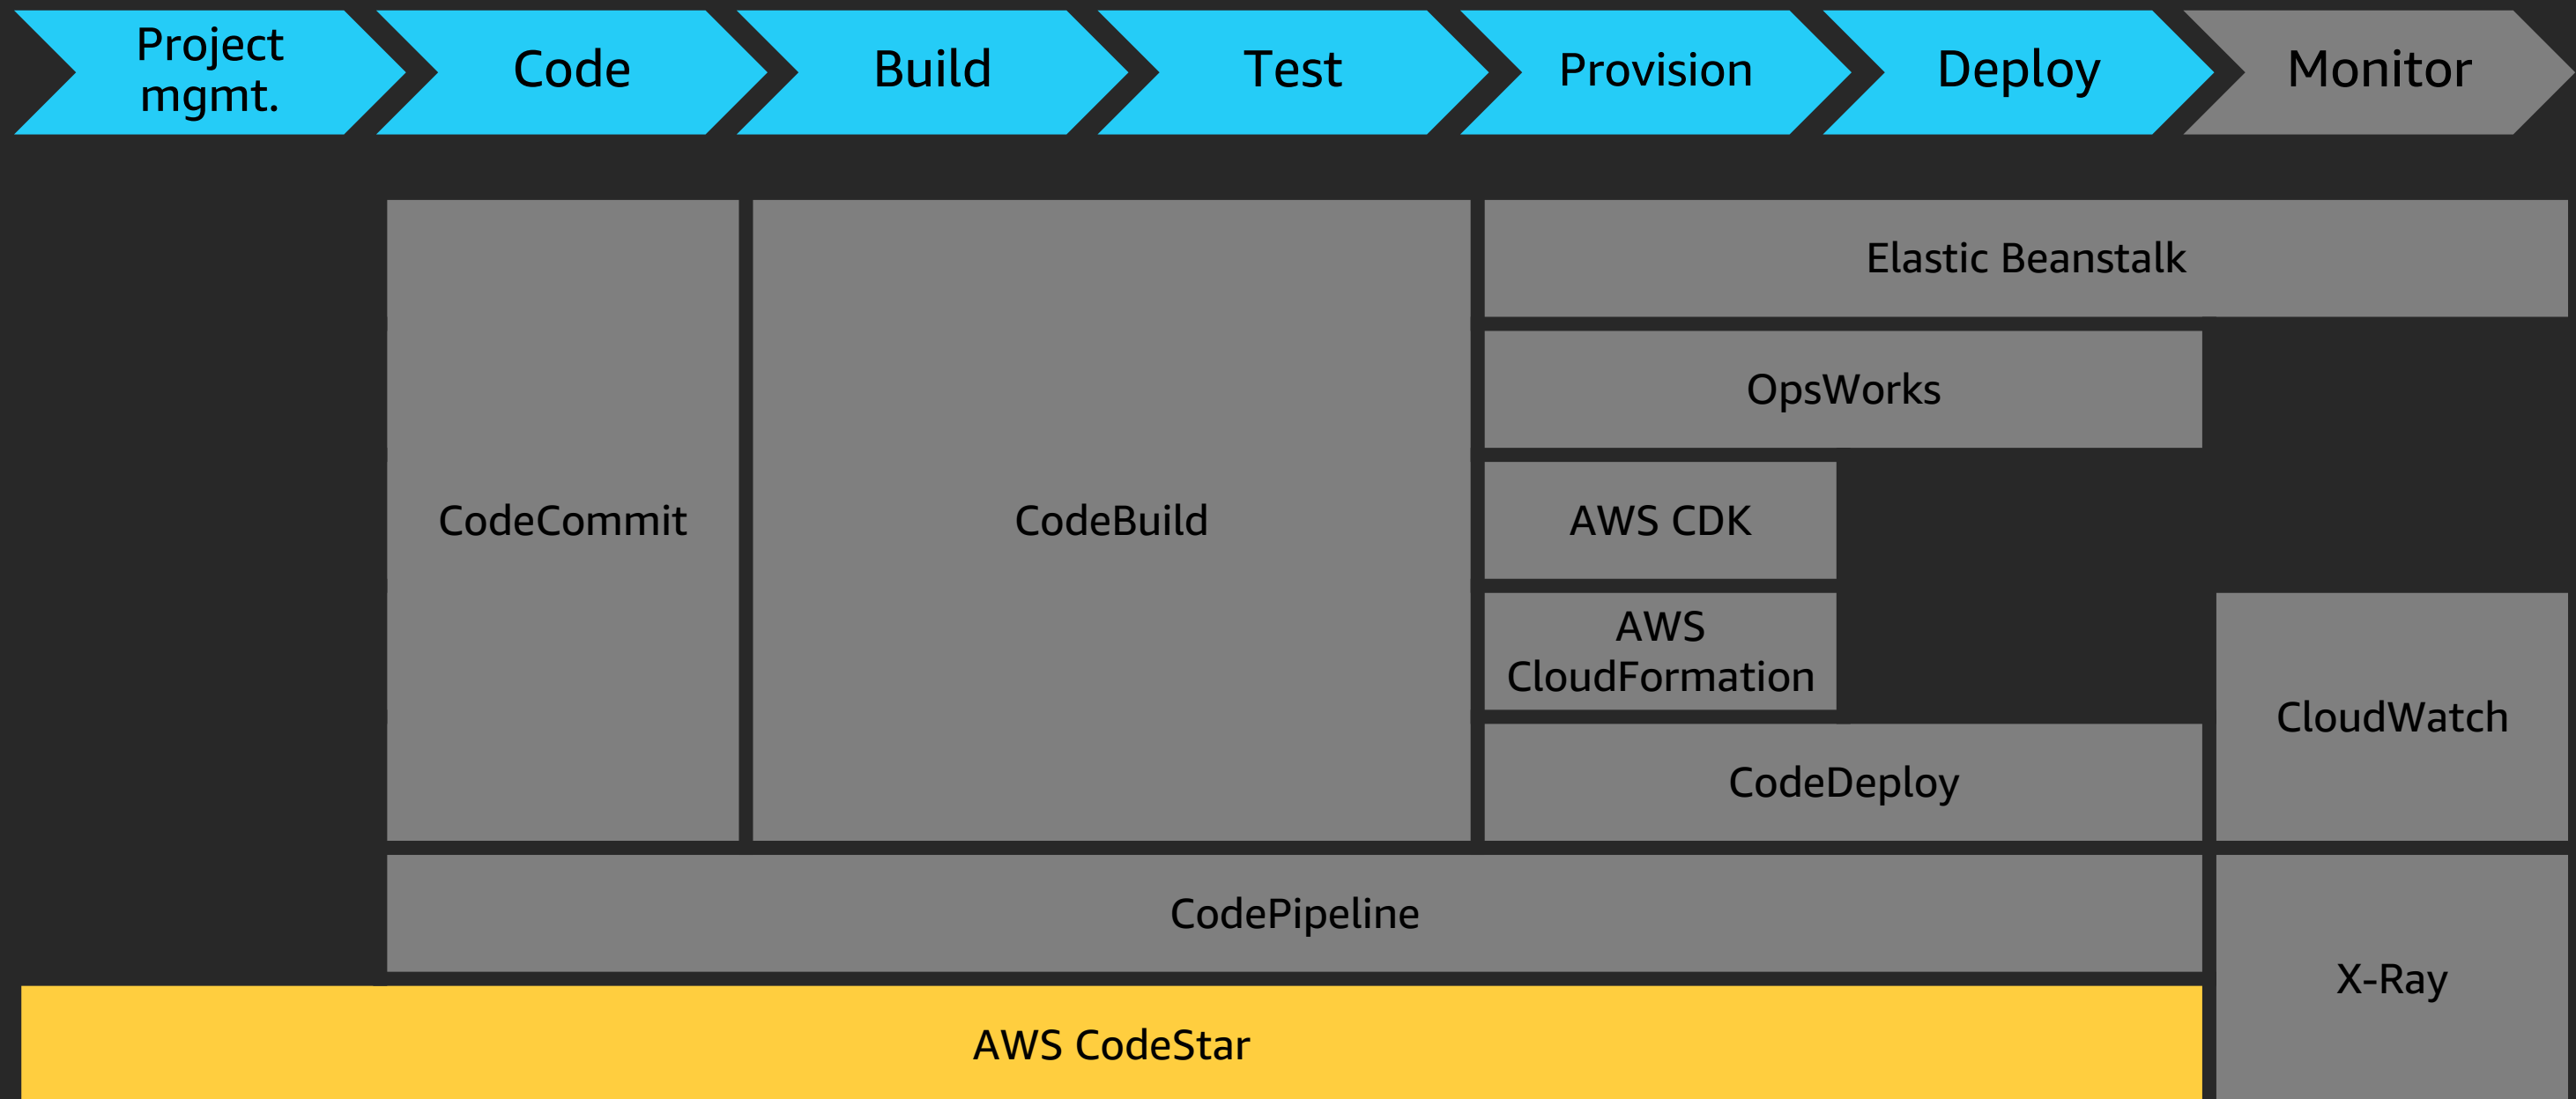 Project
mgmt.
Code
Build
Test
Provision
Deploy
Monitor
Elastic Beanstalk
OpsWorks
CodeCommit
CodeBuild
AWS CDK
AWS
CloudFormation
CloudWatch
CodeDeploy
CodePipeline
X-Ray
AWS CodeStar